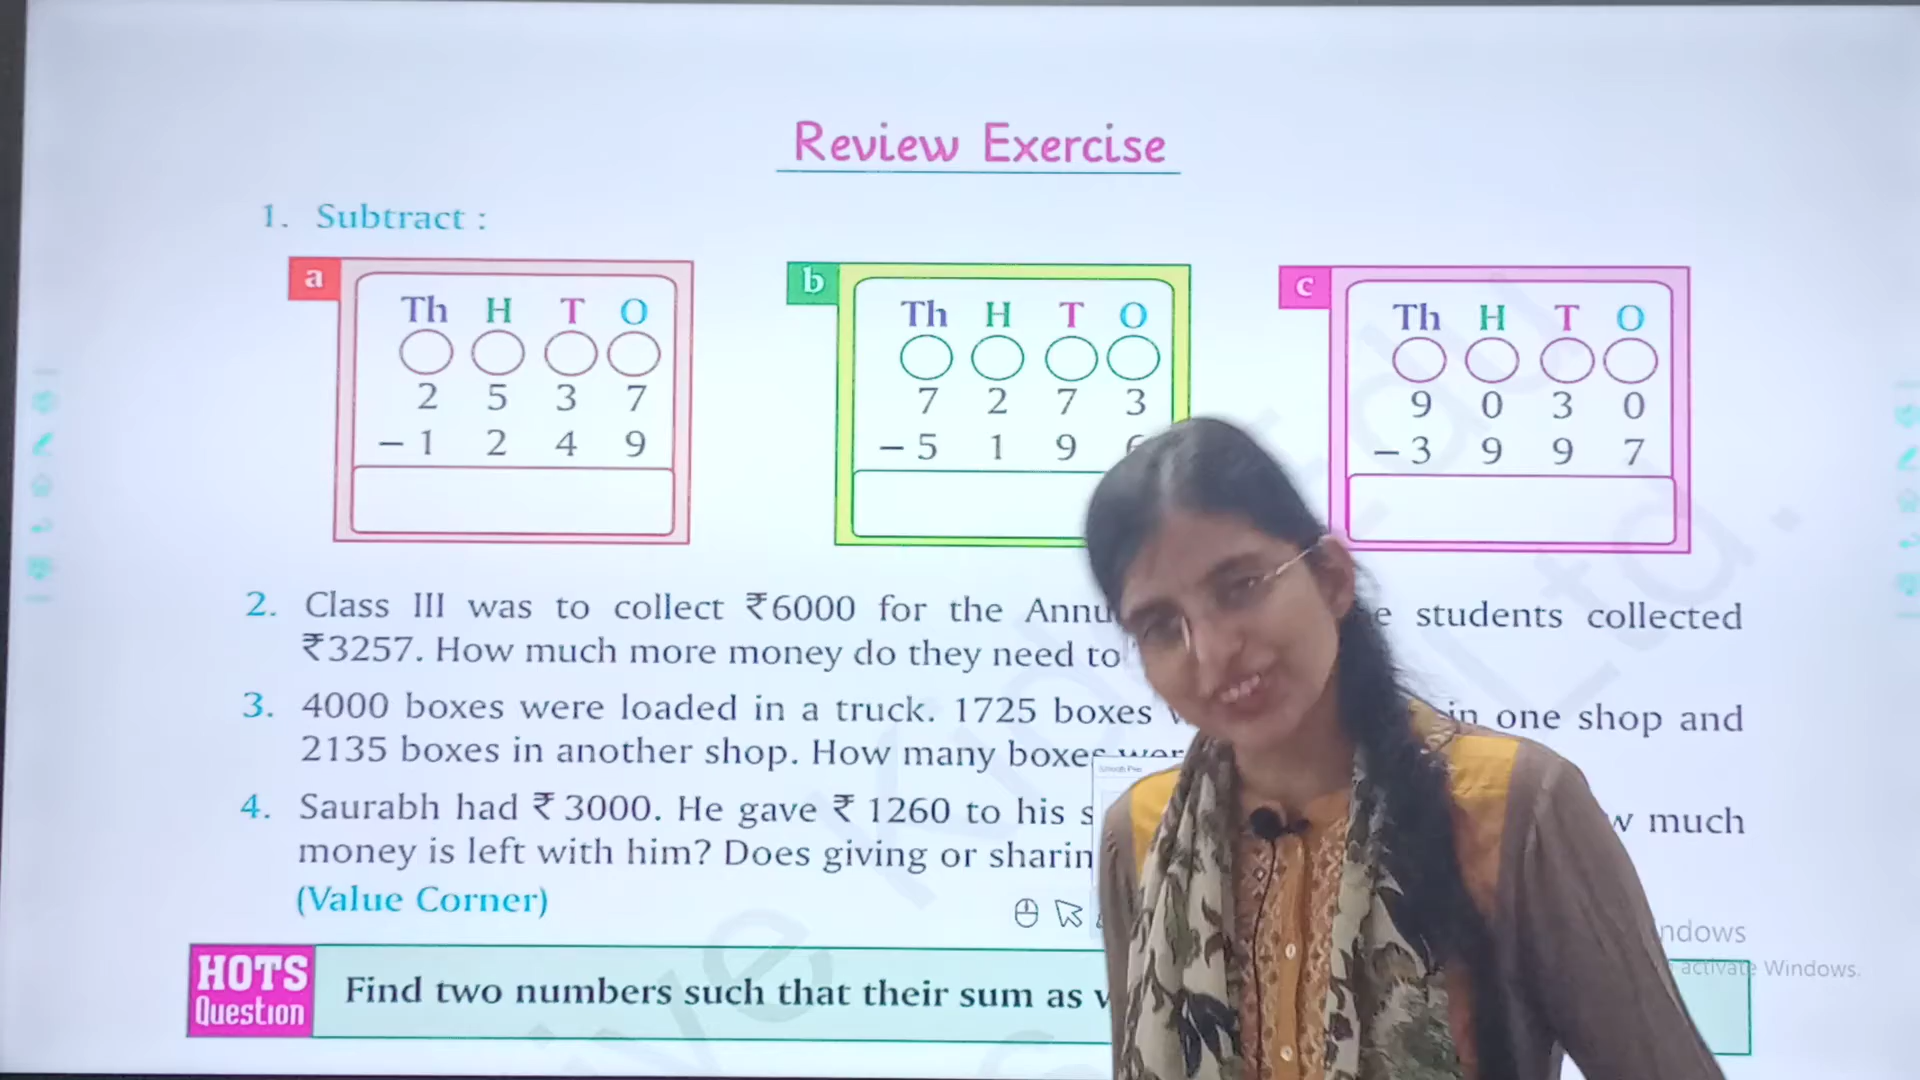 Review Exercise
1. Subtract :
a
Th H T O
2 5 3 7
– 1 2 4 9
b
Th H T O
7 2 7 3
– 5 1 9
c
Th H T O
9 0 3 0
– 3 9 9 7
2. Class III was to collect ₹6000 for the students collected
₹3257. How much more money do they need to
3. 4000 boxes were loaded in a truck. 1725 boxes in one shop and
2135 boxes in another shop. How many boxes
4. Saurabh had ₹ 3000. He gave ₹ 1260 to his much
money is left with him? Does giving or
(Value Corner)
HOTS
Question
Find two numbers such that their sum as
activate Windows.